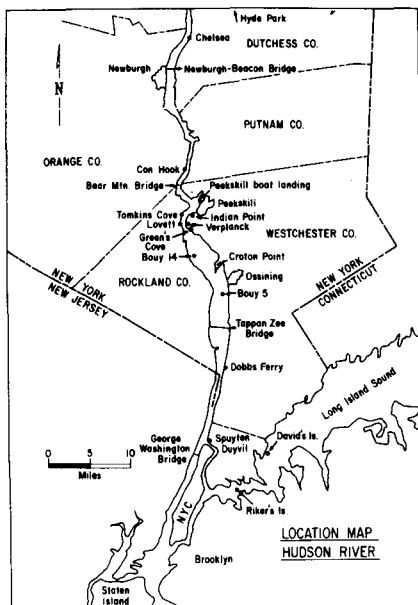 Hyde Park
Chelsea
DUTCHESS CO.
Newburgh
Newburgh-Beacon Bridge
N
PUTNAM CO.
ORANGE CO.
Con Hook
Bear Mtn. Bridge
Peekskill boat landing
Peekskill
Tomkins Cove
Indian Point
Lovett
Verplanck
Green's
Cove
WESTCHESTER CO.
Bouy 14
Croton Point
NEW YORK
NEW JERSEY
ROCKLAND CO.
Ossining
NEW YORK
CONNECTICUT
Bouy 5
Tappan Zee
Bridge
Dobbs Ferry
Long Island Sound
George
Washington
Bridge
Spuyten
Duyvil
David's Is.
0 5 10
Miles
Riker's Is.
N.Y.C.
LOCATION MAP
HUDSON RIVER
Brooklyn
Staten
Island